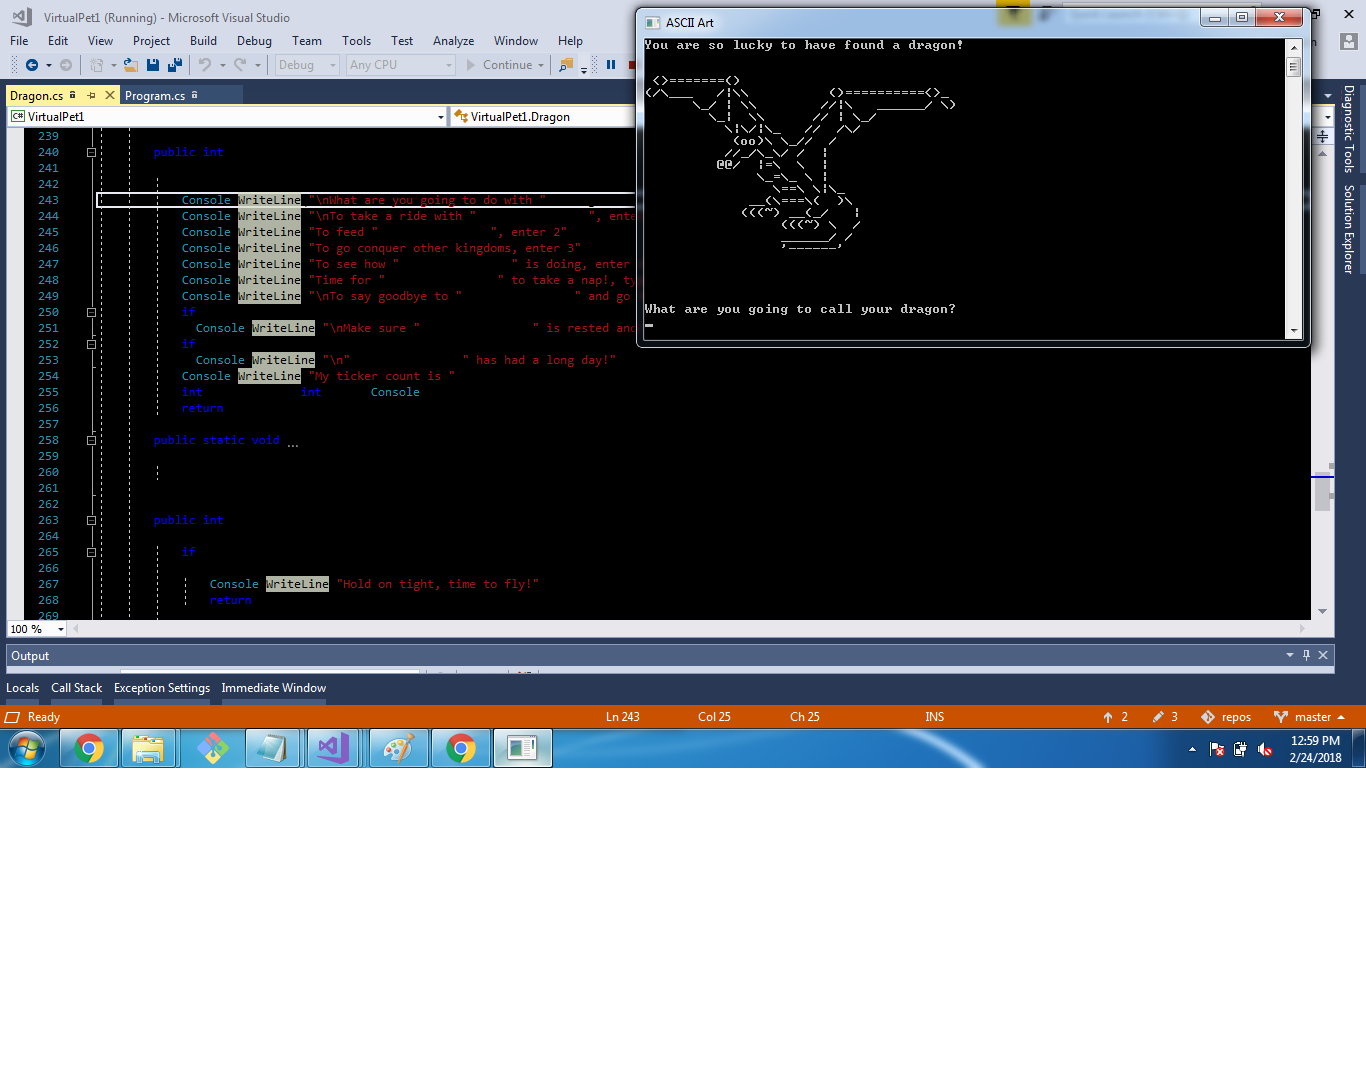 VirtualPet1 (Running) - Microsoft Visual Studio
File Edit View Project Build Debug Team Tools Test Analyze Window Help
Debug Any CPU Continue
Dragon.cs Program.cs
C# VirtualPet1 VirtualPet1.Dragon
239
240 public int
241
242
243 Console WriteLine "\nWhat are you going to do with "
244 Console WriteLine "\nTo take a ride with " ", ente
245 Console WriteLine "To feed " ", enter 2"
246 Console WriteLine "To go conquer other kingdoms, enter 3"
247 Console WriteLine "To see how " " is doing, enter
248 Console WriteLine "Time for " " to take a nap!, ty
249 Console WriteLine "\nTo say goodbye to " " and go
250 if
251 Console WriteLine "\nMake sure " " is rested and
252 if
253 Console WriteLine "\n" " has had a long day!"
254 Console WriteLine "My ticker count is "
255 int int Console
256 return
257
258 public static void ...
259
260
261
262
263 public int
264
265 if
266
267 Console WriteLine "Hold on tight, time to fly!"
268 return
269
100 %
ASCII Art
You are so lucky to have found a dragon!
What are you going to call your dragon?
Diagnostic Tools
Solution Explorer
Output
Locals Call Stack Exception Settings Immediate Window
Ready Ln 243 Col 25 Ch 25 INS 2 3 repos master
12:59 PM
2/24/2018